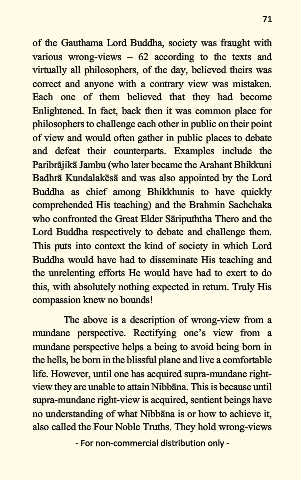 71
of the Gauthama Lord Buddha, society was fraught with
various wrong-views – 62 according to the texts and
virtually all philosophers, of the day, believed theirs was
correct and anyone with a contrary view was mistaken.
Each one of them believed that they had become
Enlightened. In fact, back then it was common place for
philosophers to challenge each other in public on their point
of view and would often gather in public places to debate
and defeat their counterparts. Examples include the
Paribrājikā Jambu (who later became the Arahant Bhikkuni
Badhrā Kundalakēsā and was also appointed by the Lord
Buddha as chief among Bhikkhunis to have quickly
comprehended His teaching) and the Brahmin Sachchaka
who confronted the Great Elder Sāripuththa Thero and the
Lord Buddha respectively to debate and challenge them.
This puts into context the kind of society in which Lord
Buddha would have had to disseminate His teaching and
the unrelenting efforts He would have had to exert to do
this, with absolutely nothing expected in return. Truly His
compassion knew no bounds!
The above is a description of wrong-view from a
mundane perspective. Rectifying one's view from a
mundane perspective helps a being to avoid being born in
the hells, be born in the blissful plane and live a comfortable
life. However, until one has acquired supra-mundane right-
view they are unable to attain Nibbāna. This is because until
supra-mundane right-view is acquired, sentient beings have
no understanding of what Nibbāna is or how to achieve it,
also called the Four Noble Truths. They hold wrong-views
- For non-commercial distribution only -